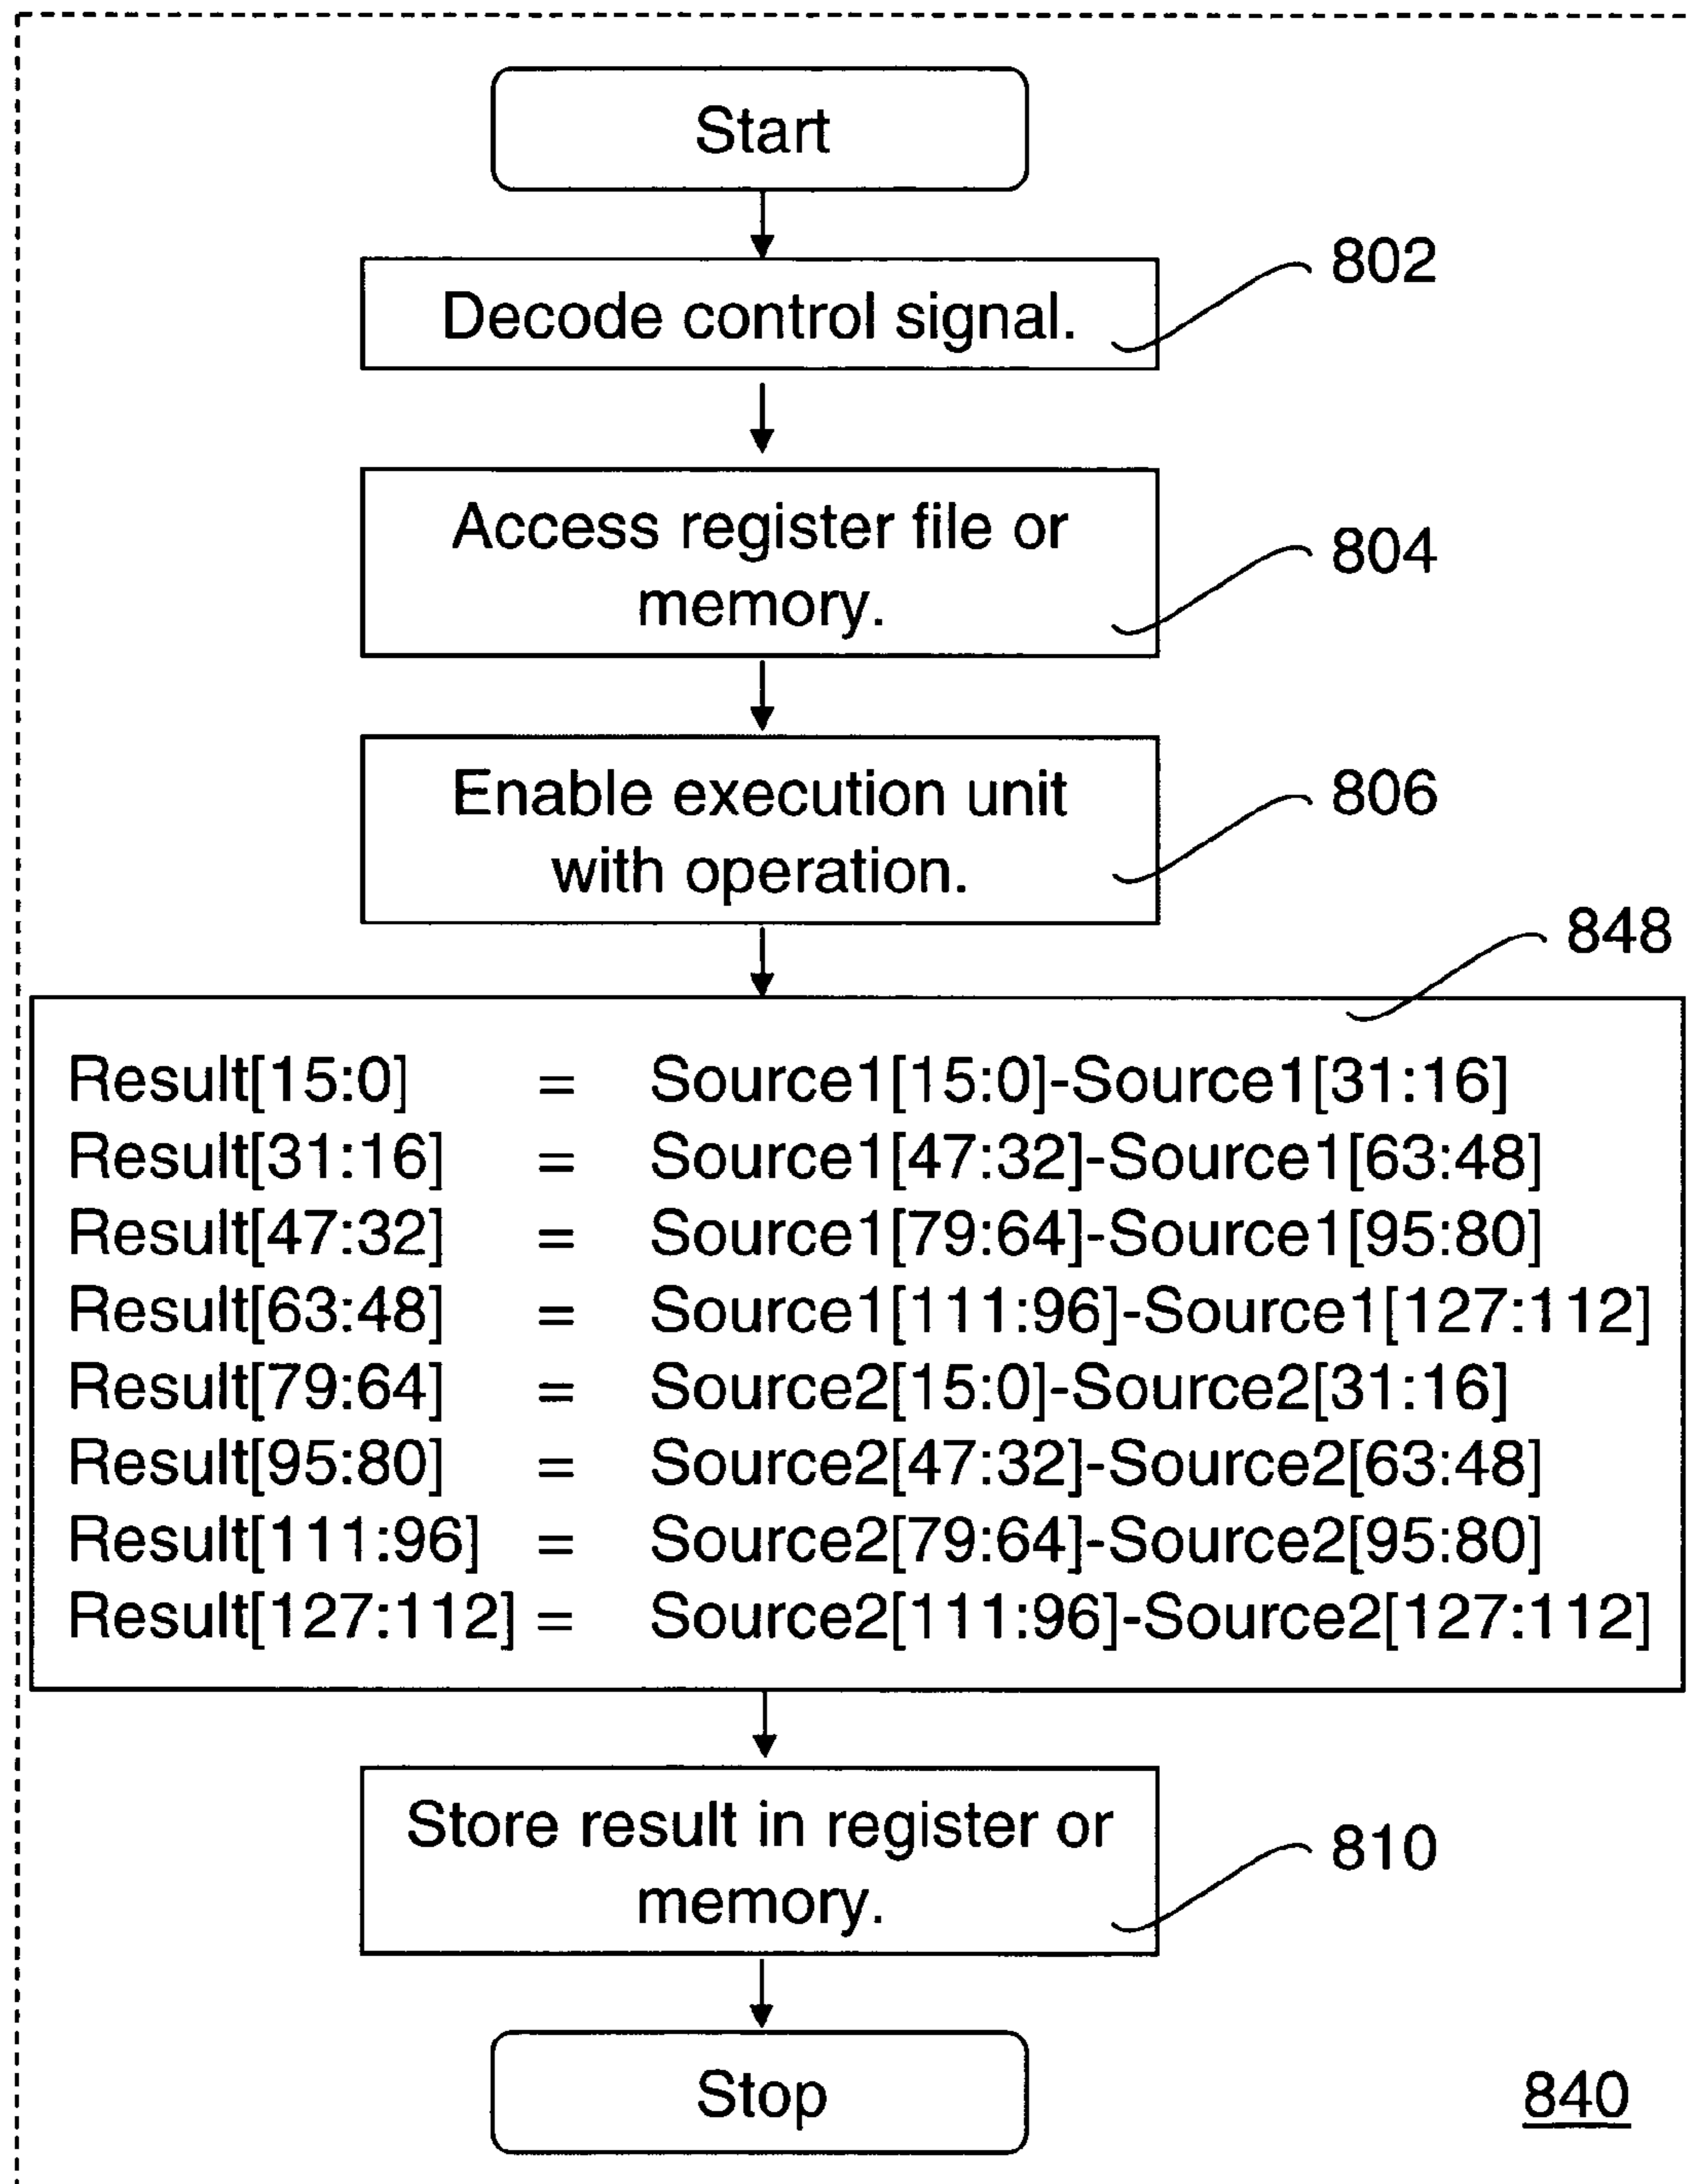 Start
802
Decode control signal.
Access register file or
804
memory.
Enable execution unit
806
with operation.
848
Result[15:0] = Source1[15:0]-Source1[31:16]
Result[31:16] = Source1[47:32]-Source1[63:48]
Result[47:32] = Source1[79:64]-Source1[95:80]
Result[63:48] = Source1[111:96]-Source1[127:112]
Result[79:64] = Source2[15:0]-Source2[31:16]
Result[95:80] = Source2[47:32]-Source2[63:48]
Result[111:96] = Source2[79:64]-Source2[95:80]
Result[127:112] = Source2[111:96]-Source2[127:112]
Store result in register or
810
memory.
Stop
840